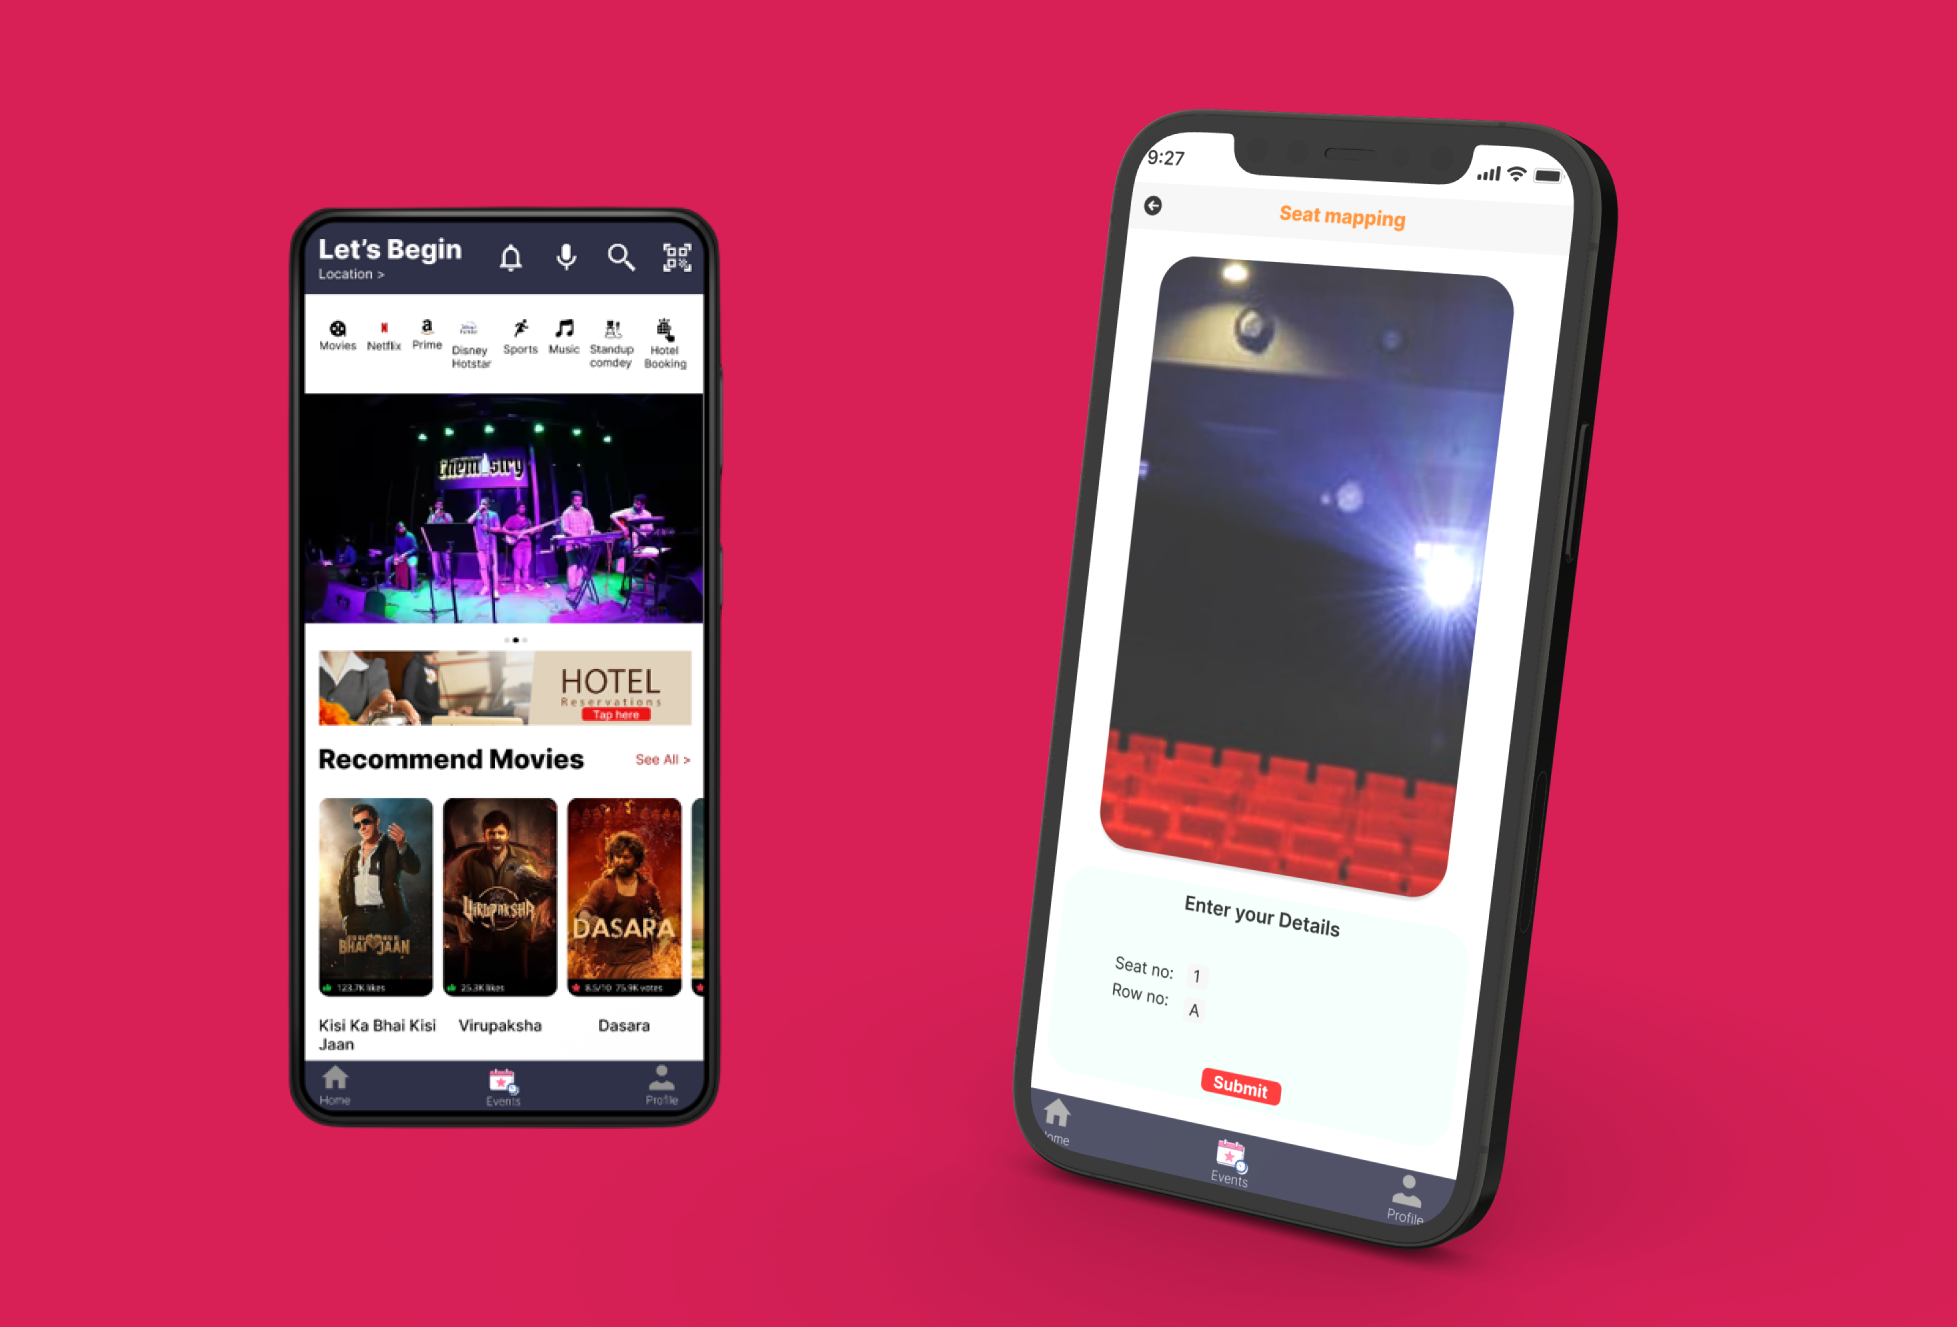 Let's Begin
Location >
Movies
Netflix
Prime
Disney
Hotstar
Sports
Music
Standup
comdey
Hotel
Booking
Chemistry
HOTEL
Reservations
Tap here
Recommend Movies
See All >
BHAI JAAN
123.7K likes
VIRUPAKSHA
25.3K likes
DASARA
8.5/10 75.9K votes
Kisi Ka Bhai Kisi
Jaan
Virupaksha
Dasara
Home
Events
Profile
9:27
Seat mapping
Enter your Details
Seat no: 1
Row no: A
Submit
ome
Events
Profile